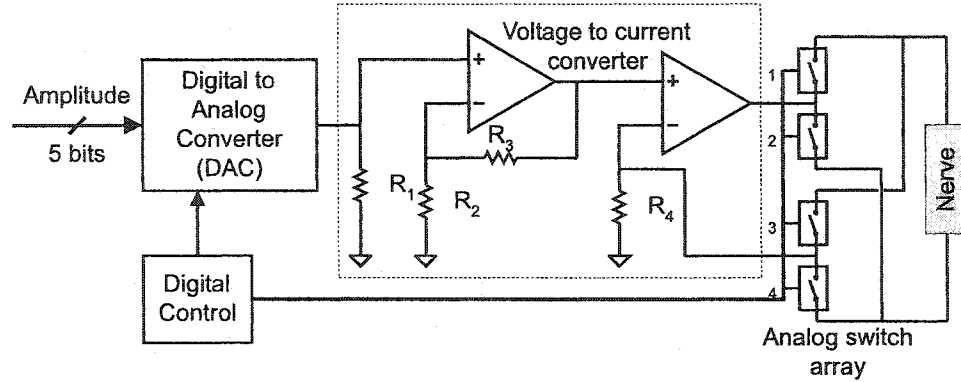 Voltage to current
converter
Amplitude
5 bits
Digital to
Analog
Converter
(DAC)
+
−
R3
R1
R2
+
−
R4
1
2
3
4
Nerve
Digital
Control
Analog switch
array